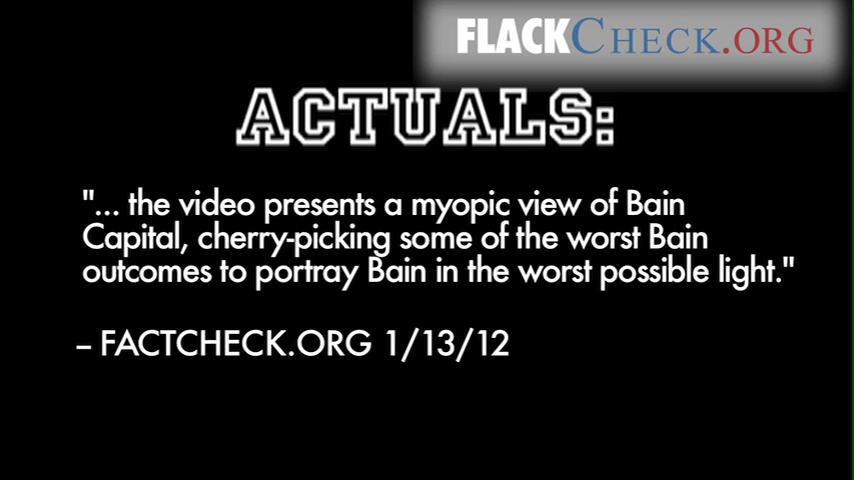 FLACKCHECK.ORG
ACTUALS:
"... the video presents a myopic view of Bain
Capital, cherry-picking some of the worst Bain
outcomes to portray Bain in the worst possible light."
– FACTCHECK.ORG 1/13/12